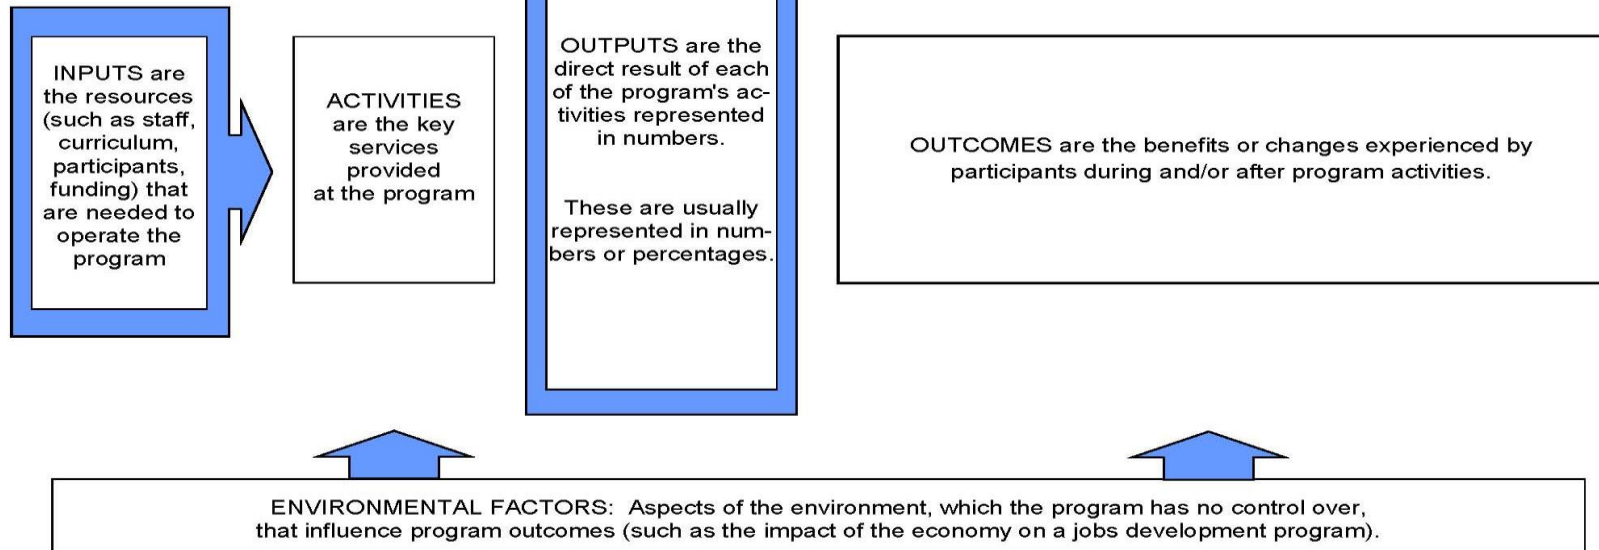 INPUTS are
the resources
(such as staff,
curriculum,
participants,
funding) that
are needed to
operate the
program
ACTIVITIES
are the key
services
provided
at the program
OUTPUTS are the
direct result of each
of the program's ac-
tivities represented
in numbers.
These are usually
represented in num-
bers or percentages.
OUTCOMES are the benefits or changes experienced by
participants during and/or after program activities.
ENVIRONMENTAL FACTORS: Aspects of the environment, which the program has no control over,
that influence program outcomes (such as the impact of the economy on a jobs development program).